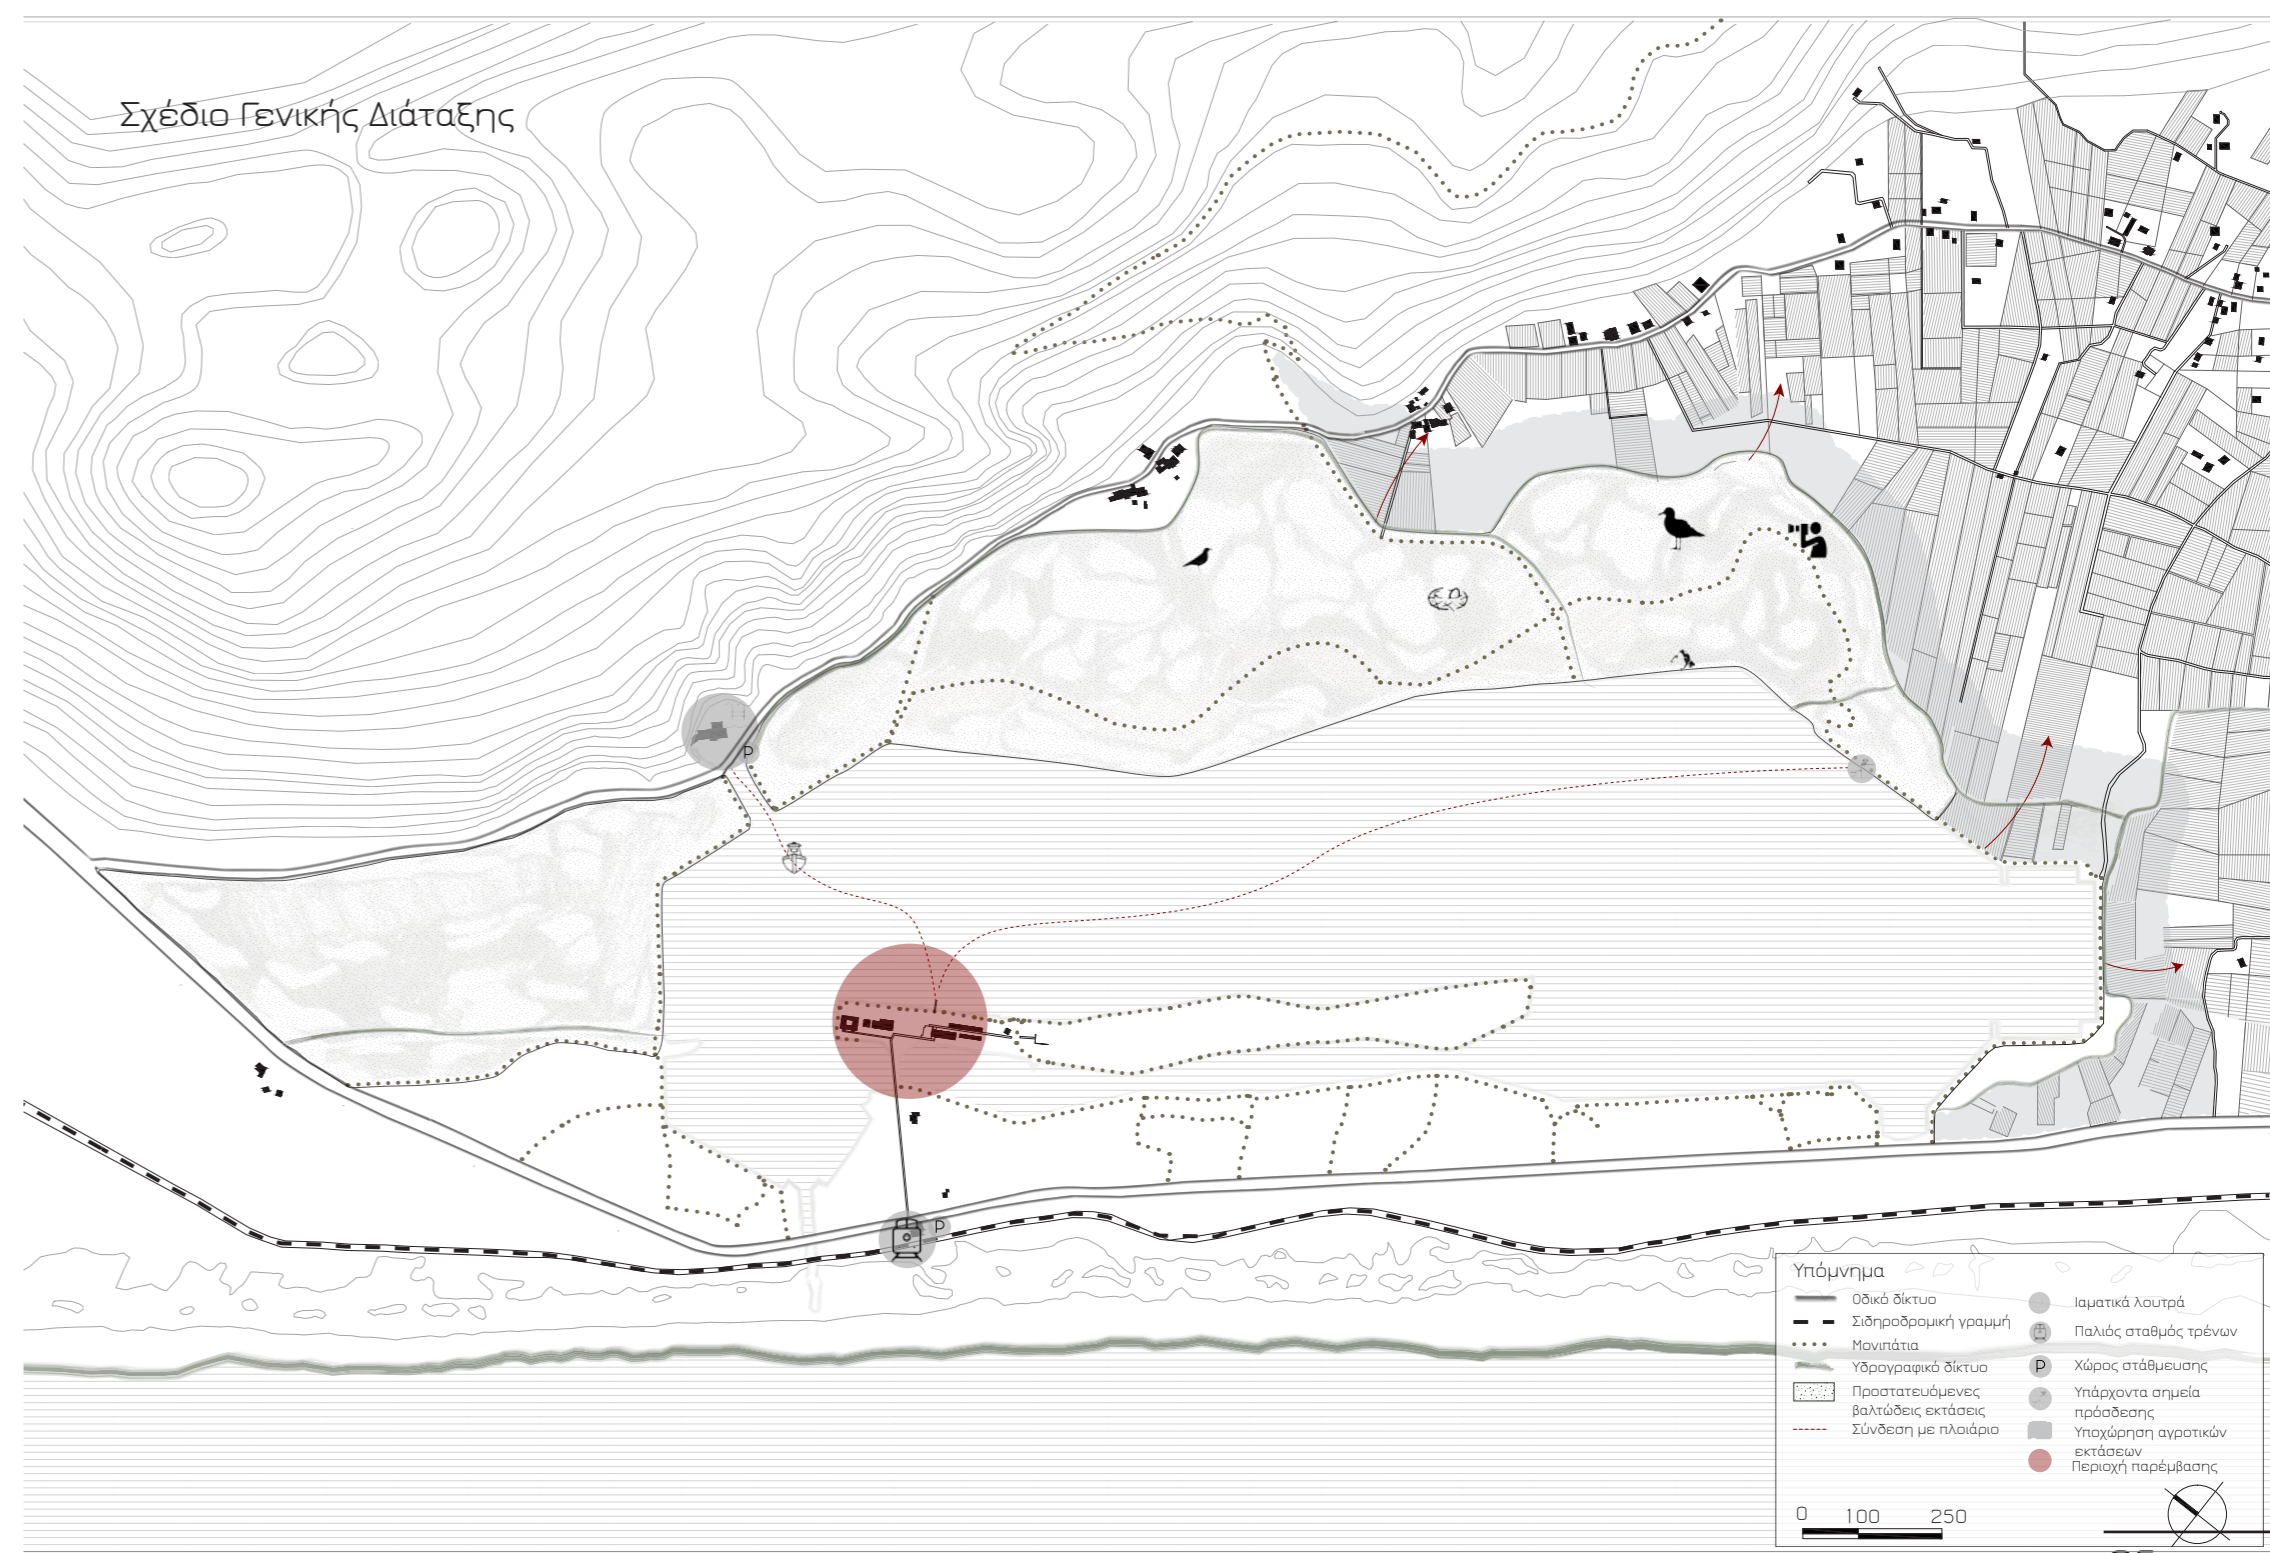 Σχέδιο Γενικής Διάταξης
P
P
Υπόμνημα
Οδικό δίκτυο
Σιδηροδρομική γραμμή
Μονιπάτια
Υδρογραφικό δίκτυο
Προστατευόμενες
βαλτώδεις εκτάσεις
Σύνδεση με πλοιάριο
Ιαματικά λουτρά
Παλιός σταθμός τρένων
P
Χώρος στάθμευσης
Υπάρχοντα σημεία
πρόσδεσης
Υποχώρηση αγροτικών
εκτάσεων
Περιοχή παρέμβασης
0 100 250